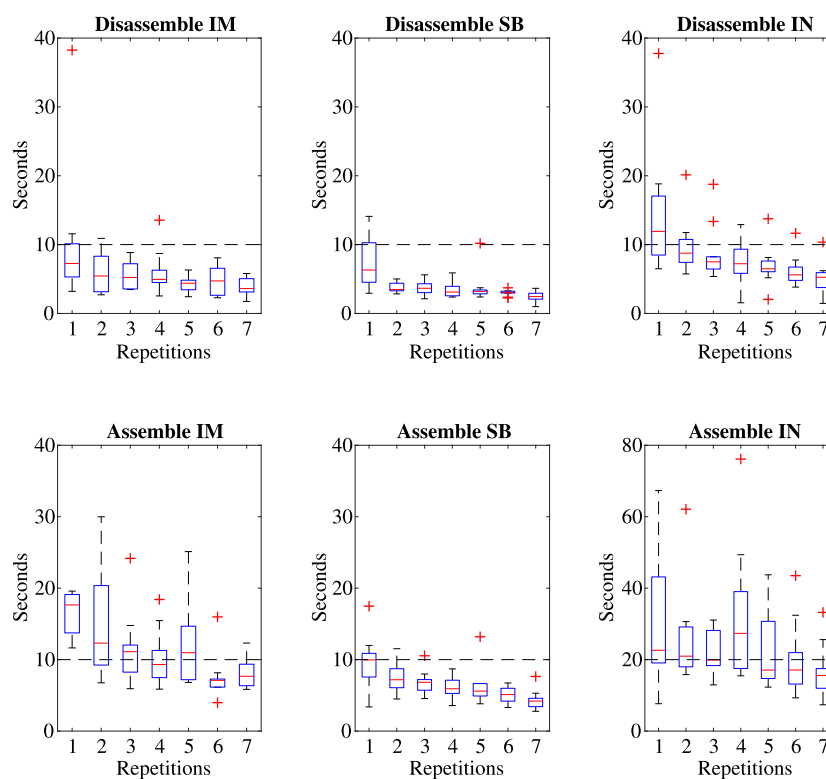 Disassemble IM
Disassemble SB
Disassemble IN
40
30
20
10
0
Seconds
1 2 3 4 5 6 7
Repetitions
40
30
20
10
0
Seconds
1 2 3 4 5 6 7
Repetitions
40
30
20
10
0
Seconds
1 2 3 4 5 6 7
Repetitions
Assemble IM
Assemble SB
Assemble IN
40
30
20
10
0
Seconds
1 2 3 4 5 6 7
Repetitions
40
30
20
10
0
Seconds
1 2 3 4 5 6 7
Repetitions
80
60
40
20
0
Seconds
1 2 3 4 5 6 7
Repetitions